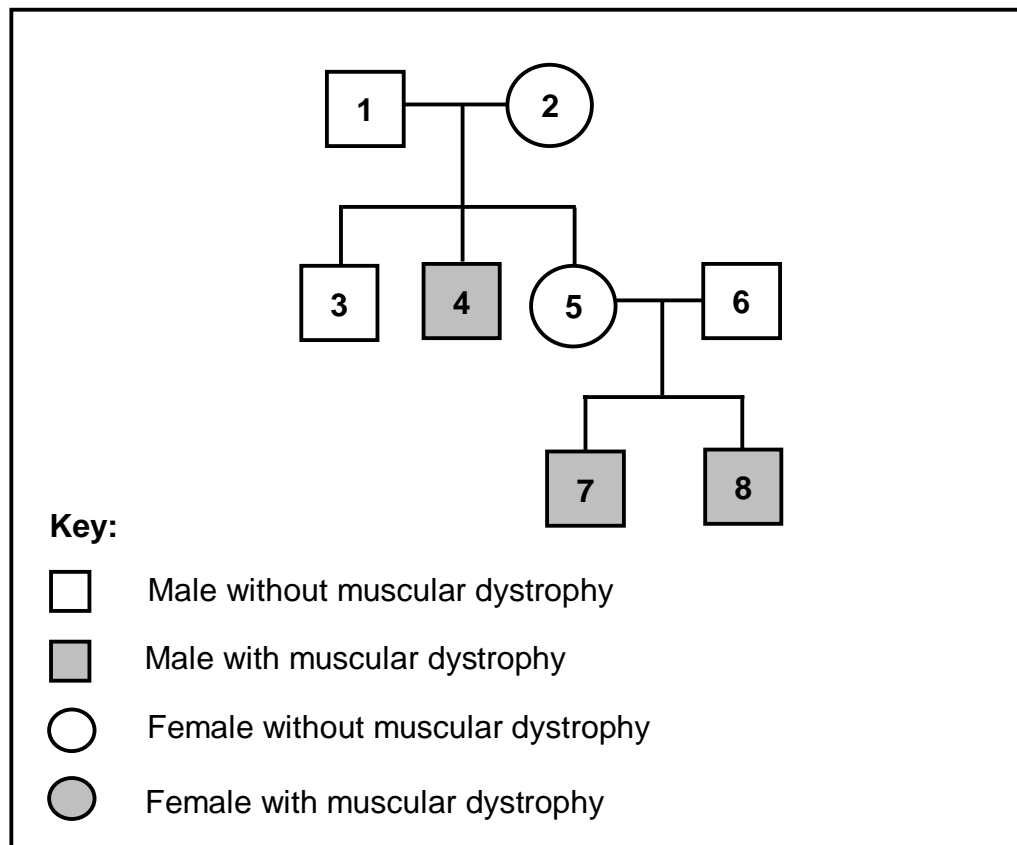 1
2
3
4
5
6
7
8
Key:
Male without muscular dystrophy
Male with muscular dystrophy
Female without muscular dystrophy
Female with muscular dystrophy